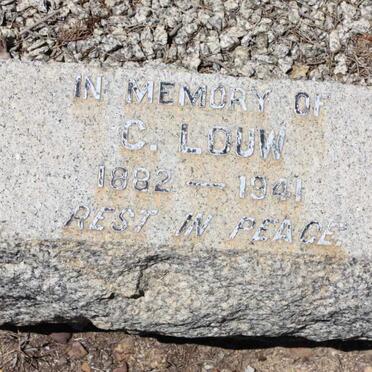 IN MEMORY OF
C. LOUW
1882 — 1941
REST IN PEACE.